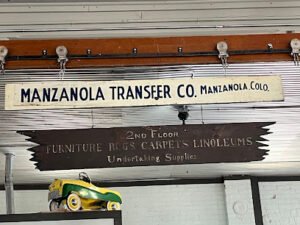 MANZANOLA TRANSFER CO. MANZANOLA, COLO.
2ND FLOOR
FURNITURE RUGS CARPETS LINOLEUMS
Undertaking Supplies